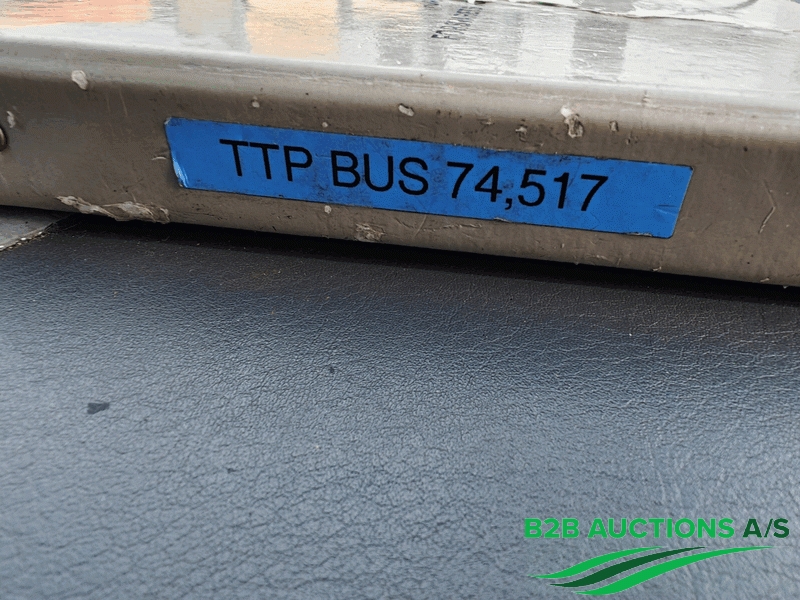 TTP BUS 74,517
B2B AUCTIONS A/S